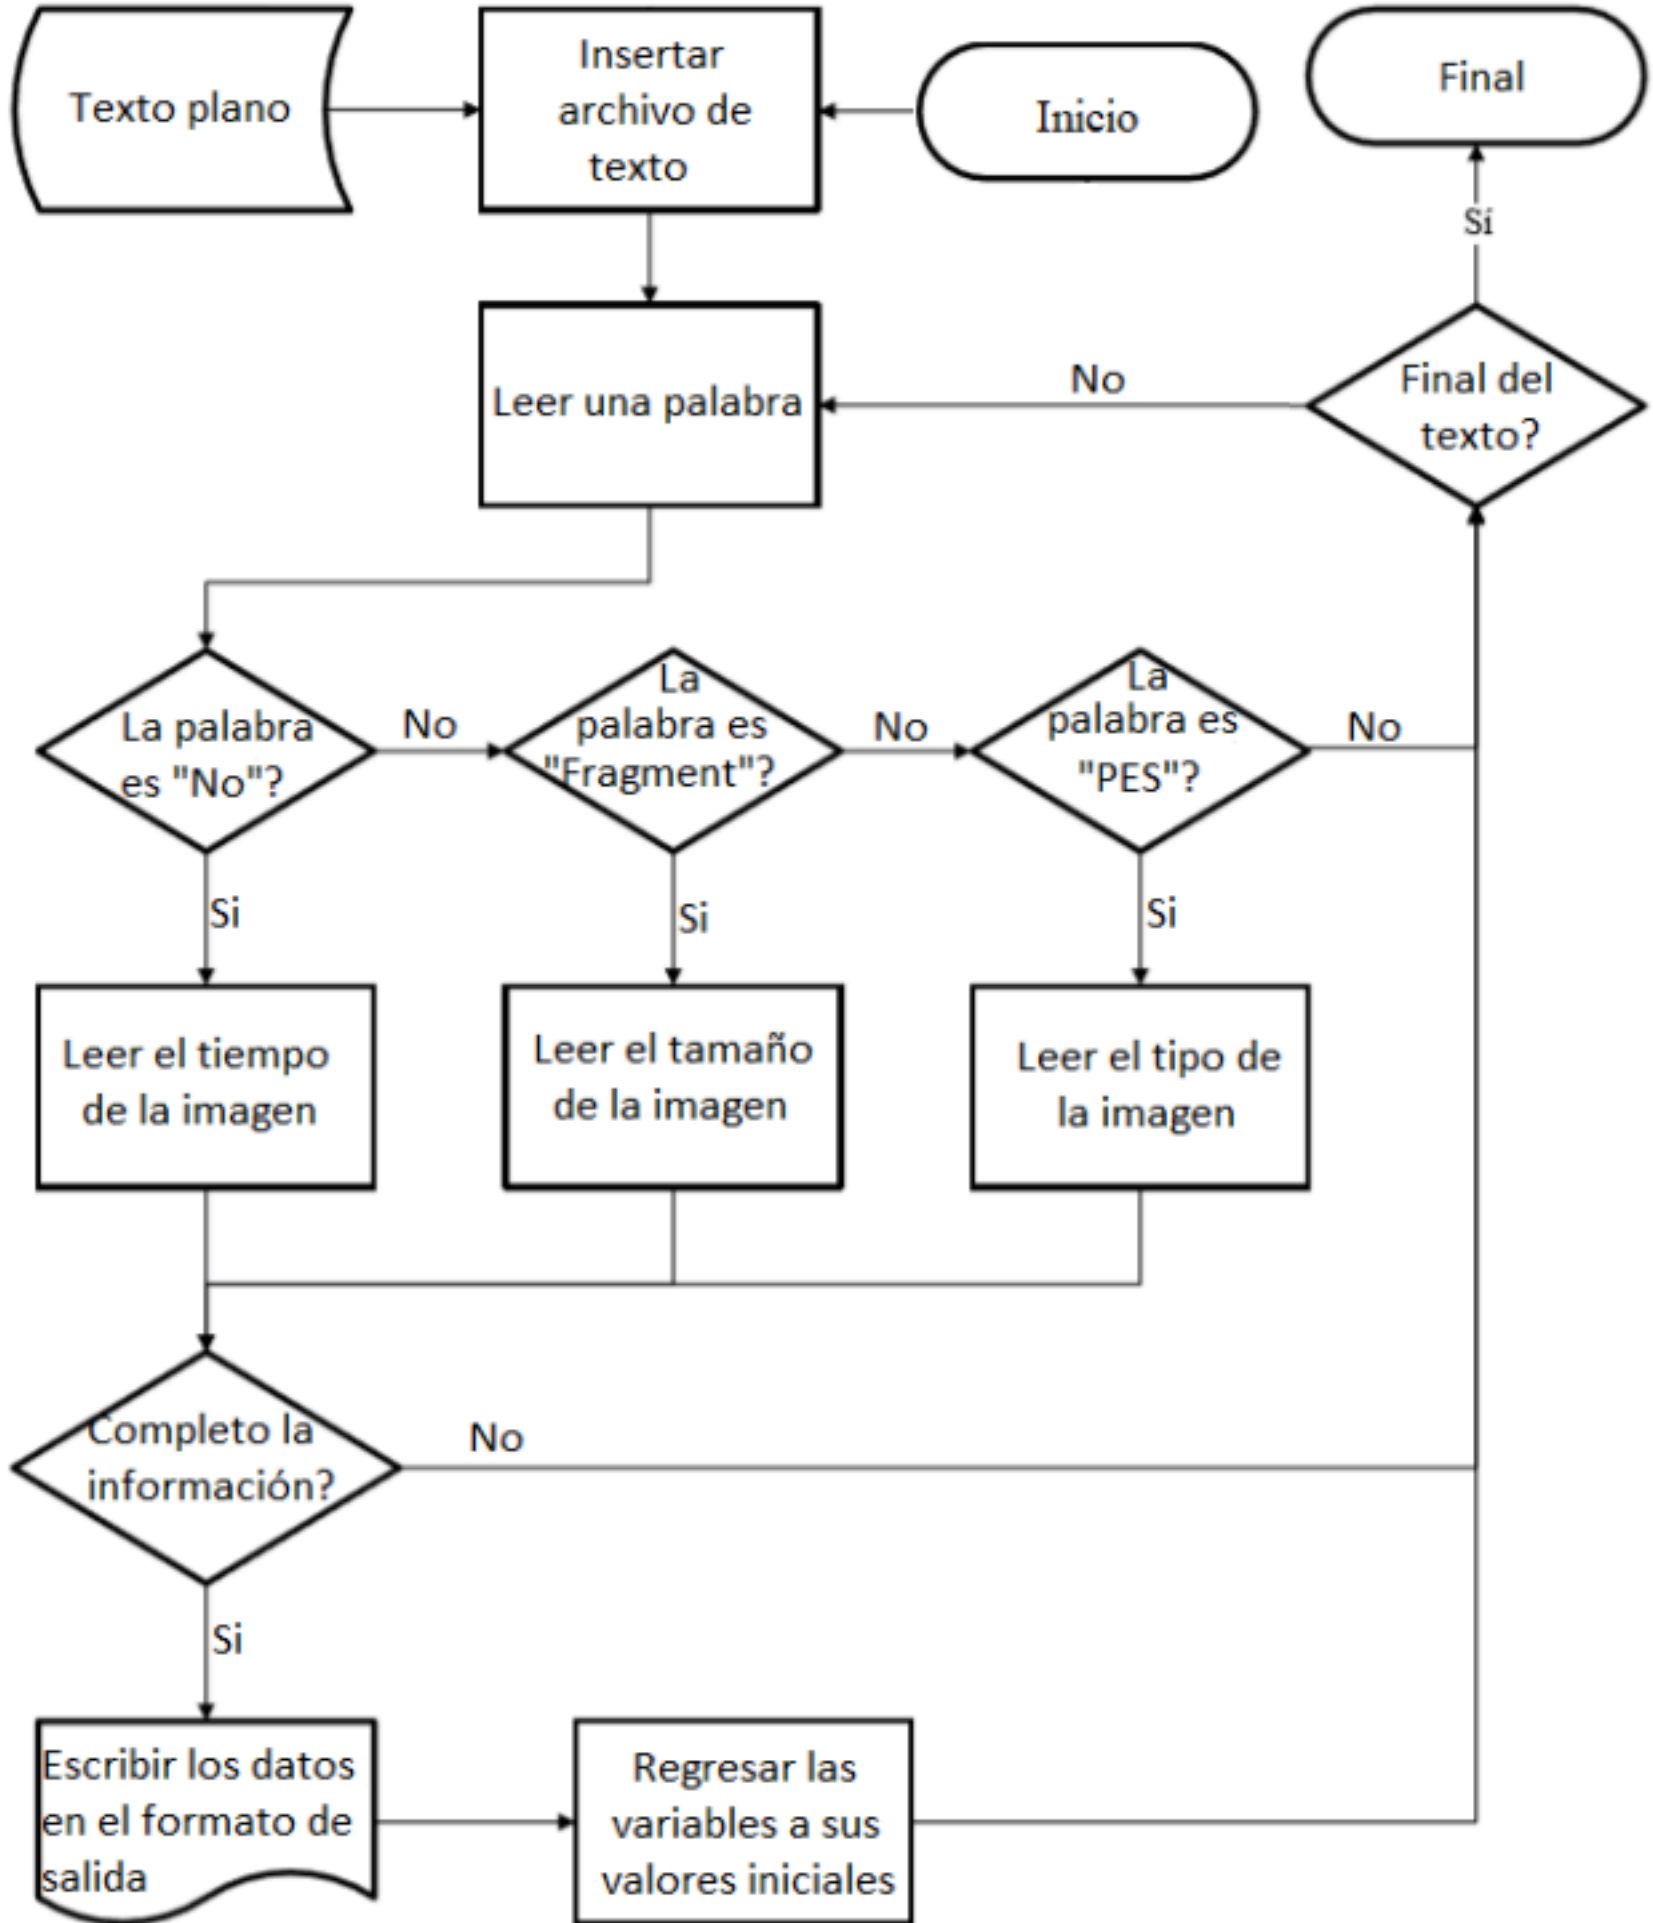 Texto plano
Insertar
archivo de
texto
Inicio
Final
Sí
Leer una palabra
No
Final del
texto?
La palabra
es "No"?
No
La
palabra es
"Fragment"?
No
La
palabra es
"PES"?
No
Si
Si
Si
Leer el tiempo
de la imagen
Leer el tamaño
de la imagen
Leer el tipo de
la imagen
Completo la
información?
No
Si
Escribir los datos
en el formato de
salida
Regresar las
variables a sus
valores iniciales